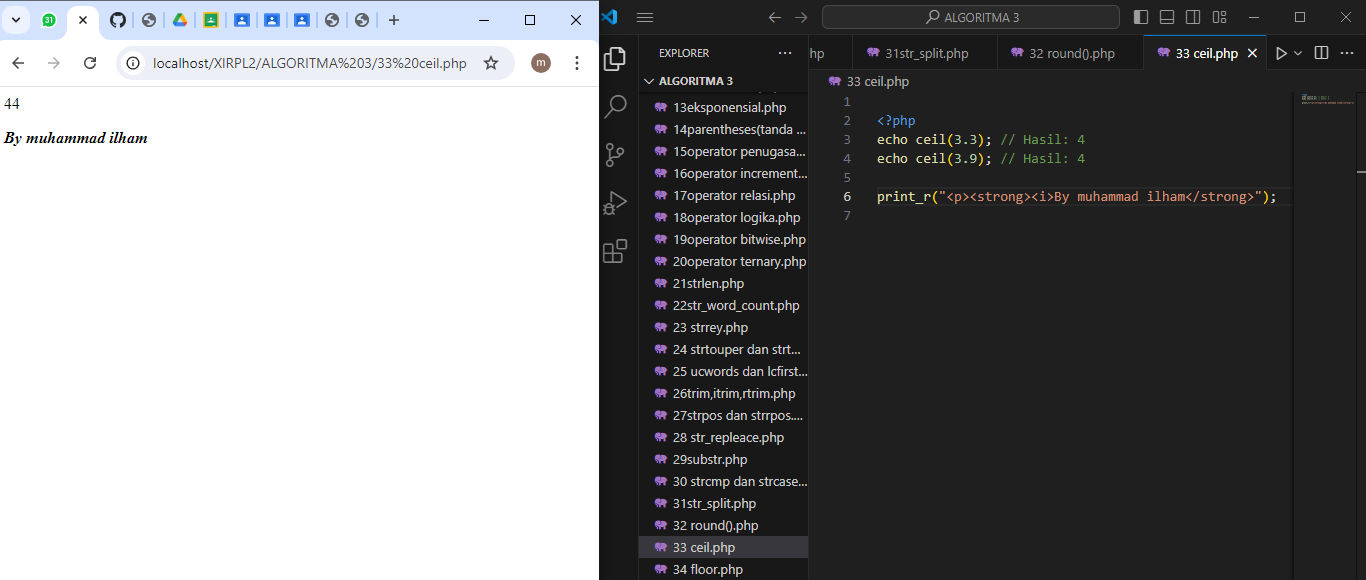 31
localhost/XIRPL2/ALGORITMA%203/33%20ceil.php
m
44
By muhammad ilham
ALGORITMA 3
EXPLORER
ALGORITMA 3
13eksponensial.php
14parentheses(tanda ...
15operator penugasa...
16operator increment...
17operator relasi.php
18operator logika.php
19operator bitwise.php
20operator ternary.php
21strlen.php
22str_word_count.php
23 strrey.php
24 strtouper dan strt...
25 ucwords dan lcfirst...
26trim,itrim,rtrim.php
27strpos dan strrpos....
28 str_repleace.php
29substr.php
30 strcmp dan strcase...
31str_split.php
32 round().php
33 ceil.php
34 floor.php
hp
31str_split.php
32 round().php
33 ceil.php
33 ceil.php
1
2 <?php
3 echo ceil(3.3); // Hasil: 4
4 echo ceil(3.9); // Hasil: 4
5
6 print_r("<p><strong><i>By muhammad ilham</strong>");
7